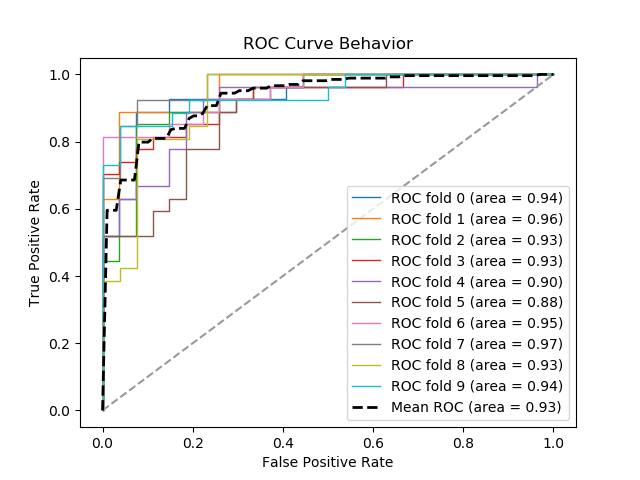 ROC Curve Behavior
True Positive Rate
1.0
0.8
0.6
0.4
0.2
0.0
ROC fold 0 (area = 0.94)
ROC fold 1 (area = 0.96)
ROC fold 2 (area = 0.93)
ROC fold 3 (area = 0.93)
ROC fold 4 (area = 0.90)
ROC fold 5 (area = 0.88)
ROC fold 6 (area = 0.95)
ROC fold 7 (area = 0.97)
ROC fold 8 (area = 0.93)
ROC fold 9 (area = 0.94)
Mean ROC (area = 0.93)
0.0 0.2 0.4 0.6 0.8 1.0
False Positive Rate